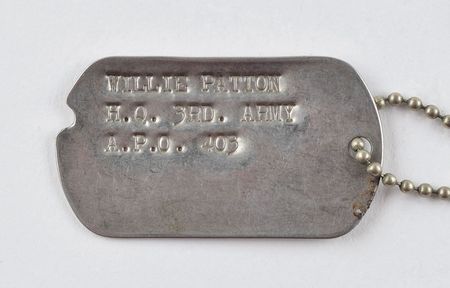 WILLIE PATTON
H.Q. 3RD. ARMY
A.P.O. 403